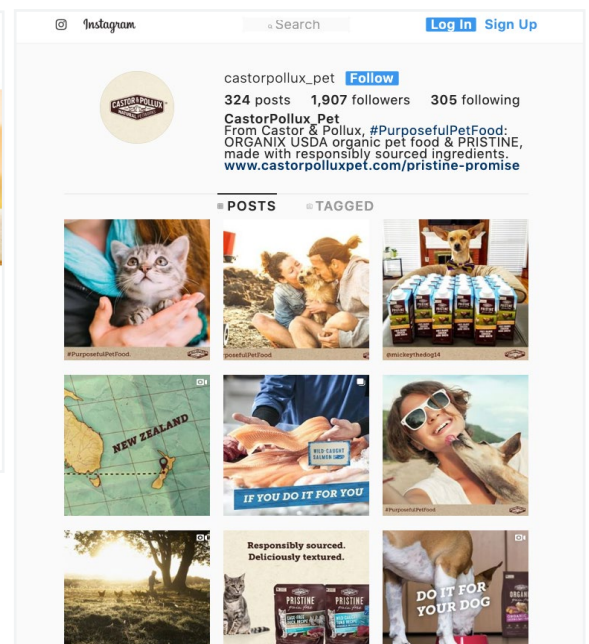 Instagram
Search
Log In Sign Up
castorpollux_pet Follow
324 posts 1,907 followers 305 following
CastorPollux_Pet
From Castor & Pollux, #PurposefulPetFood:
ORGANIX USDA organic pet food & PRISTINE,
made with responsibly sourced ingredients.
www.castorpolluxpet.com/pristine-promise
CASTOR & POLLUX
POSTS TAGGED
#PurposefulPetFood
posefulPetFood
@mickeythedog14
NEW ZEALAND
WILD-CAUGHT
SALMON
IF YOU DO IT FOR YOU
#PurposefulPetFood
Responsibly sourced.
Deliciously textured.
PRISTINE
PRISTINE
DO IT FOR
YOUR DOG